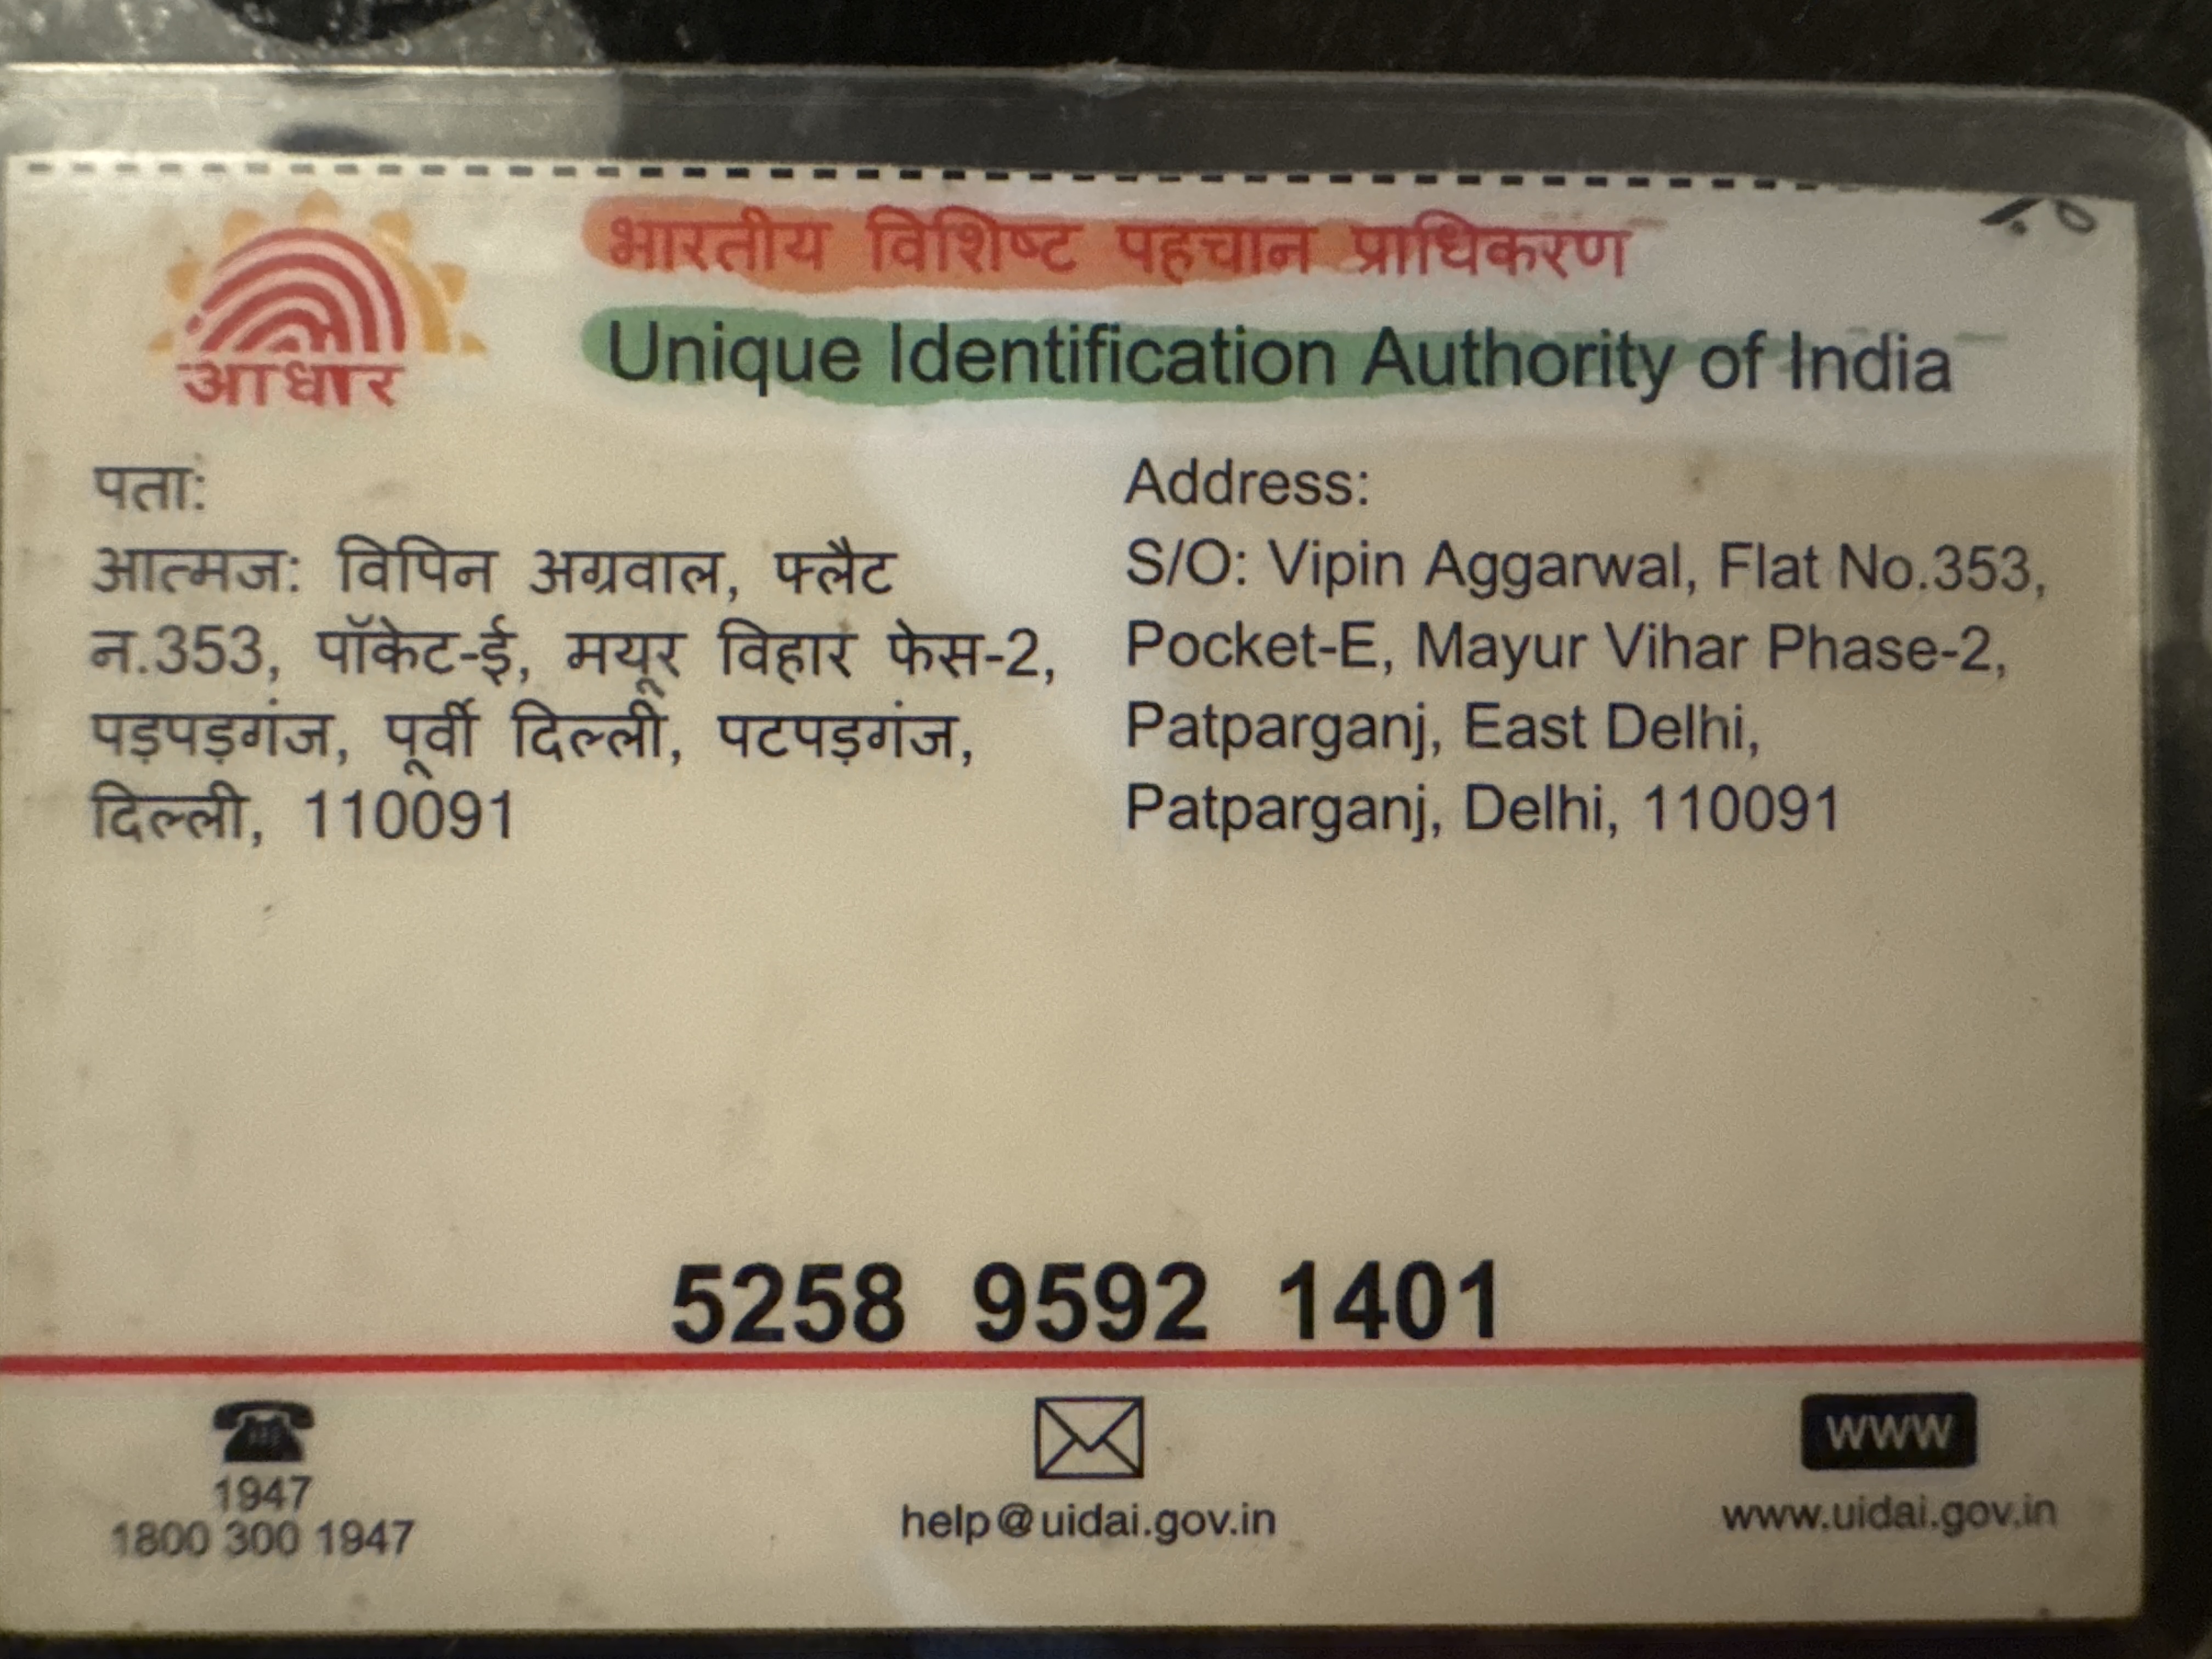 आधार
भारतीय विशिष्ट पहचान प्राधिकरण
Unique Identification Authority of India
पता:
आत्मज: विपिन अग्रवाल, फ्लैट
न.353, पॉकेट-ई, मयूर विहार फेस-2,
पड़पड़गंज, पूर्वी दिल्ली, पटपड़गंज,
दिल्ली, 110091
Address:
S/O: Vipin Aggarwal, Flat No.353,
Pocket-E, Mayur Vihar Phase-2,
Patparganj, East Delhi,
Patparganj, Delhi, 110091
5258 9592 1401
1947
1800 300 1947
help@uidai.gov.in
www
www.uidai.gov.in